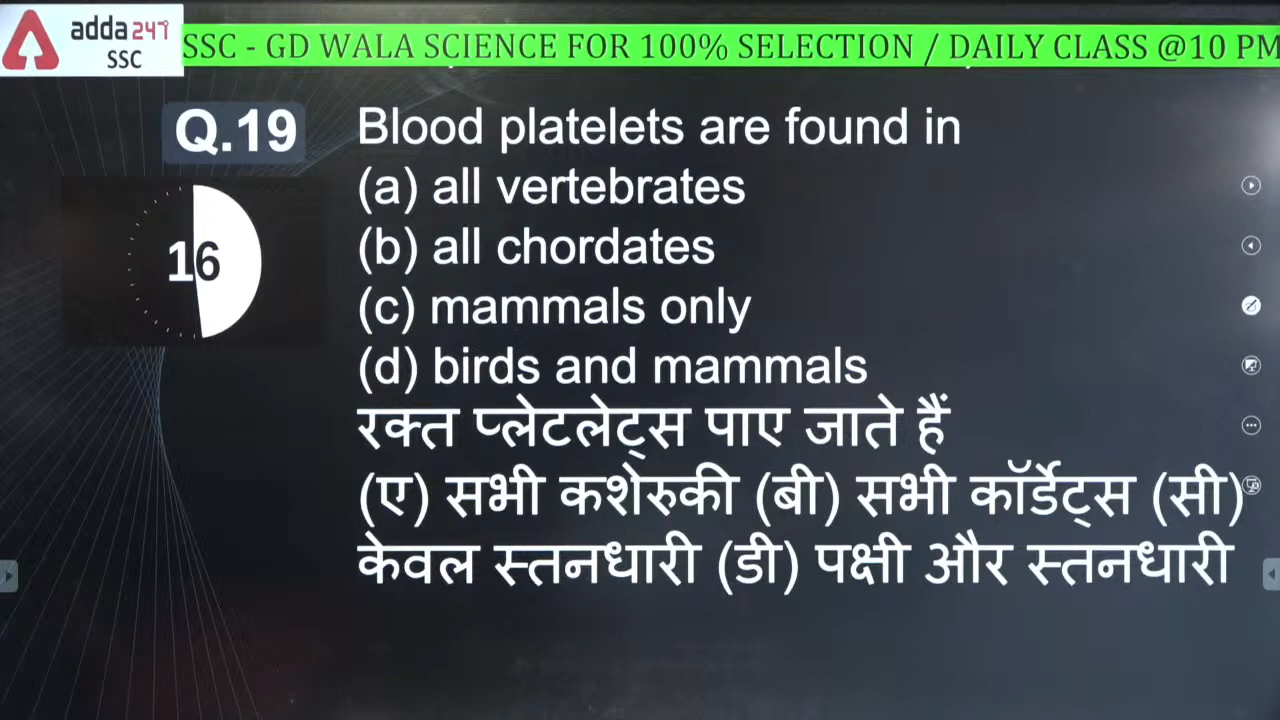 adda247
SSC
SSC - GD WALA SCIENCE FOR 100% SELECTION / DAILY CLASS @10 PM
Q.19
Blood platelets are found in
16
(a) all vertebrates
(b) all chordates
(c) mammals only
(d) birds and mammals
रक्त प्लेटलेट्स पाए जाते हैं
(ए) सभी कशेरुकी (बी) सभी कॉर्डेट्स (सी)
केवल स्तनधारी (डी) पक्षी और स्तनधारी